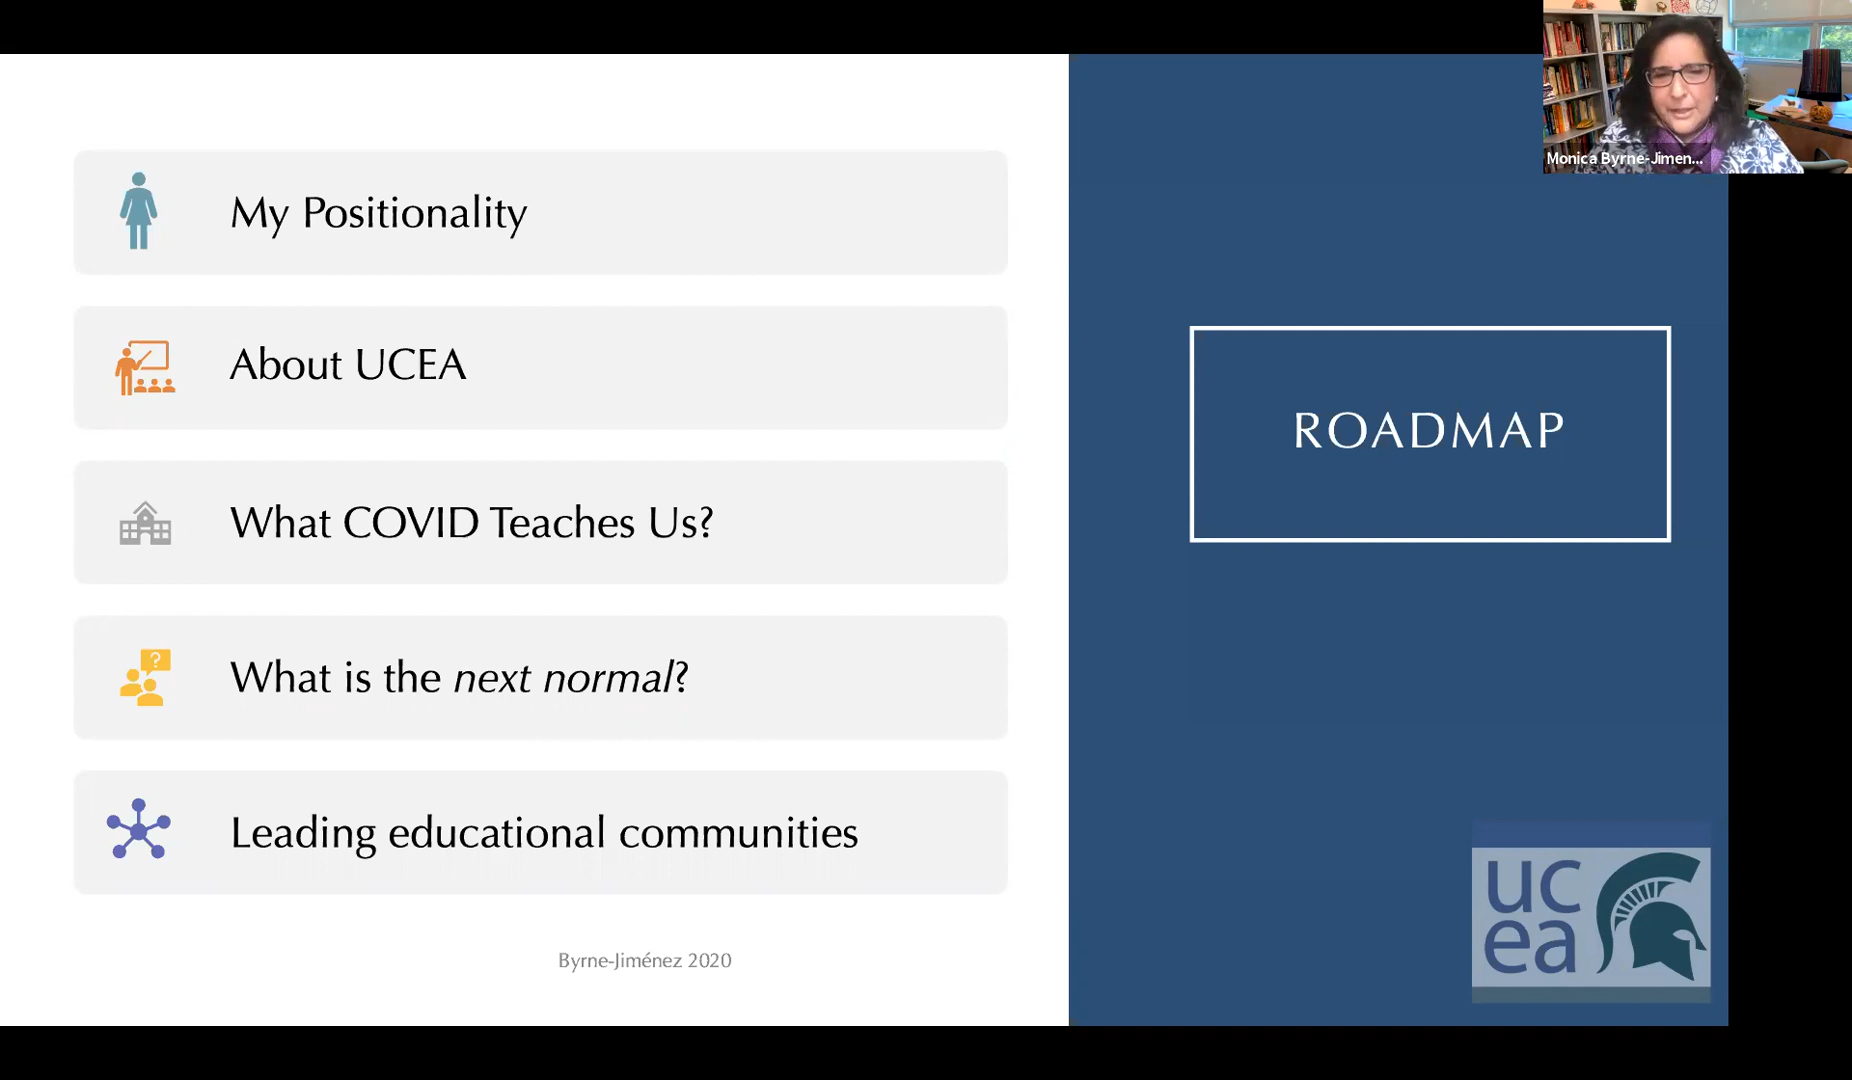 My Positionality
About UCEA
What COVID Teaches Us?
?
What is the next normal?
Leading educational communities
Byrne-Jiménez 2020
Monica Byrne-Jimen...
ROADMAP
uc
ea